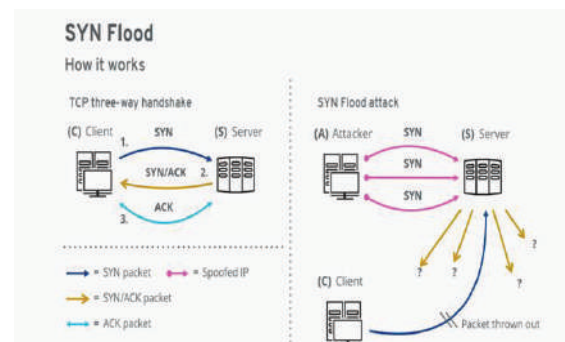 SYN Flood
How it works
TCP three-way handshake
(C) Client
SYN
(S) Server
1.
SYN/ACK
2.
ACK
3.
= SYN packet
= Spoofed IP
= SYN/ACK packet
= ACK packet
SYN Flood attack
(A) Attacker
SYN
(S) Server
SYN
SYN
?
?
?
?
(C) Client
Packet thrown out